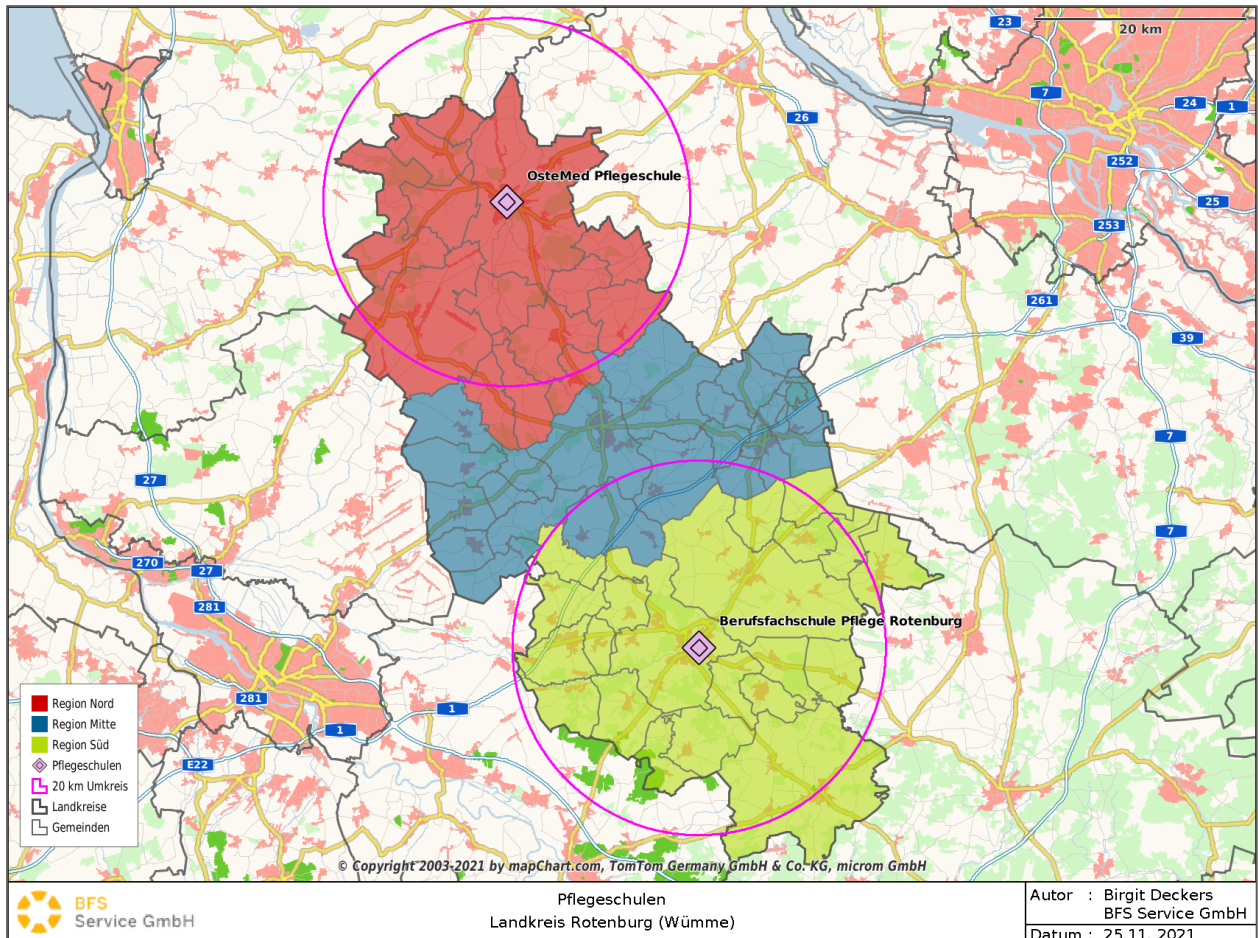 23
20 km
7
24
1
26
252
25
OsteMed Pflegeschule
253
261
39
7
27
7
270
27
281
Berufsfachschule Pflege Rotenburg
281
1
1
E22
Region Nord
Region Mitte
Region Süd
Pflegeschulen
20 km Umkreis
Landkreise
Gemeinden
© Copyright 2003-2021 by mapChart.com, TomTom Germany GmbH & Co. KG, microm GmbH
BFS
Service GmbH
Pflegeschulen
Landkreis Rotenburg (Wümme)
Autor : Birgit Deckers
BFS Service GmbH
Datum : 25.11.2021